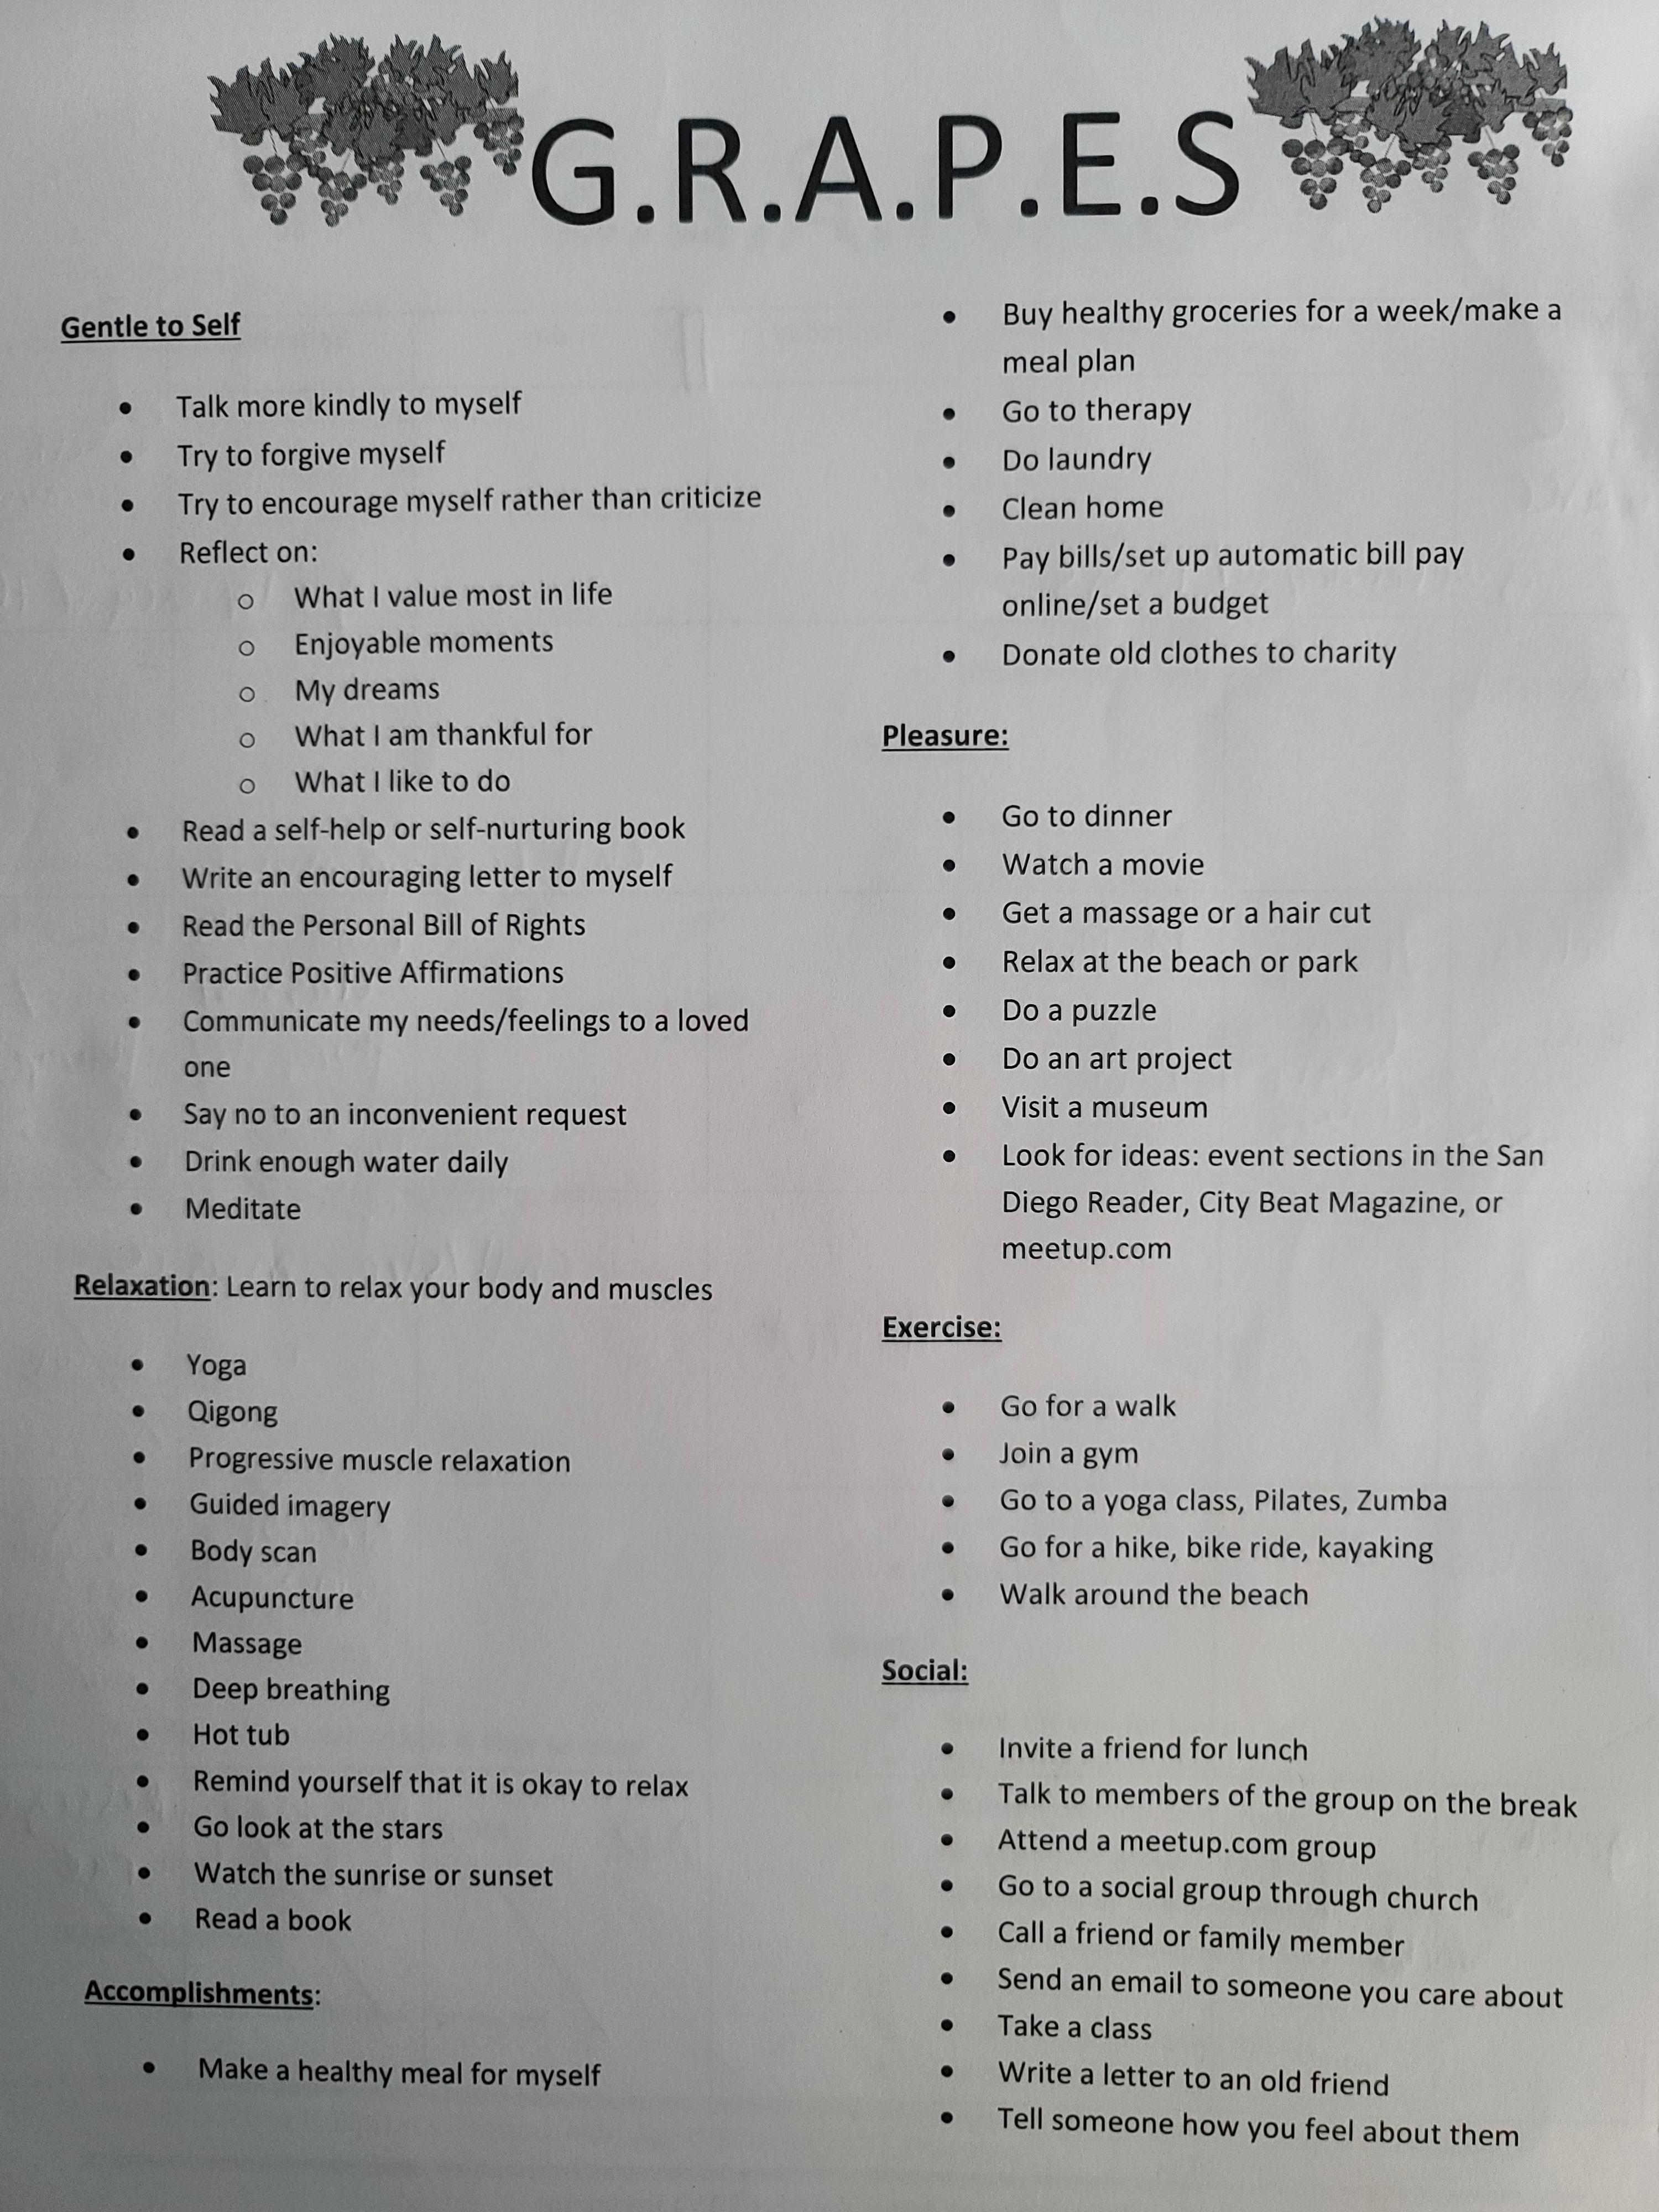 G.R.A.P.E.S
Gentle to Self
• Talk more kindly to myself
• Try to forgive myself
• Try to encourage myself rather than criticize
• Reflect on:
o What I value most in life
o Enjoyable moments
o My dreams
o What I am thankful for
o What I like to do
• Read a self-help or self-nurturing book
• Write an encouraging letter to myself
• Read the Personal Bill of Rights
• Practice Positive Affirmations
• Communicate my needs/feelings to a loved
one
• Say no to an inconvenient request
• Drink enough water daily
• Meditate
Relaxation: Learn to relax your body and muscles
• Yoga
• Qigong
• Progressive muscle relaxation
• Guided imagery
• Body scan
• Acupuncture
• Massage
• Deep breathing
• Hot tub
• Remind yourself that it is okay to relax
• Go look at the stars
• Watch the sunrise or sunset
• Read a book
Accomplishments:
• Make a healthy meal for myself
• Buy healthy groceries for a week/make a
meal plan
• Go to therapy
• Do laundry
• Clean home
• Pay bills/set up automatic bill pay
online/set a budget
• Donate old clothes to charity
Pleasure:
• Go to dinner
• Watch a movie
• Get a massage or a hair cut
• Relax at the beach or park
• Do a puzzle
• Do an art project
• Visit a museum
• Look for ideas: event sections in the San
Diego Reader, City Beat Magazine, or
meetup.com
Exercise:
• Go for a walk
• Join a gym
• Go to a yoga class, Pilates, Zumba
• Go for a hike, bike ride, kayaking
• Walk around the beach
Social:
• Invite a friend for lunch
• Talk to members of the group on the break
• Attend a meetup.com group
• Go to a social group through church
• Call a friend or family member
• Send an email to someone you care about
• Take a class
• Write a letter to an old friend
• Tell someone how you feel about them